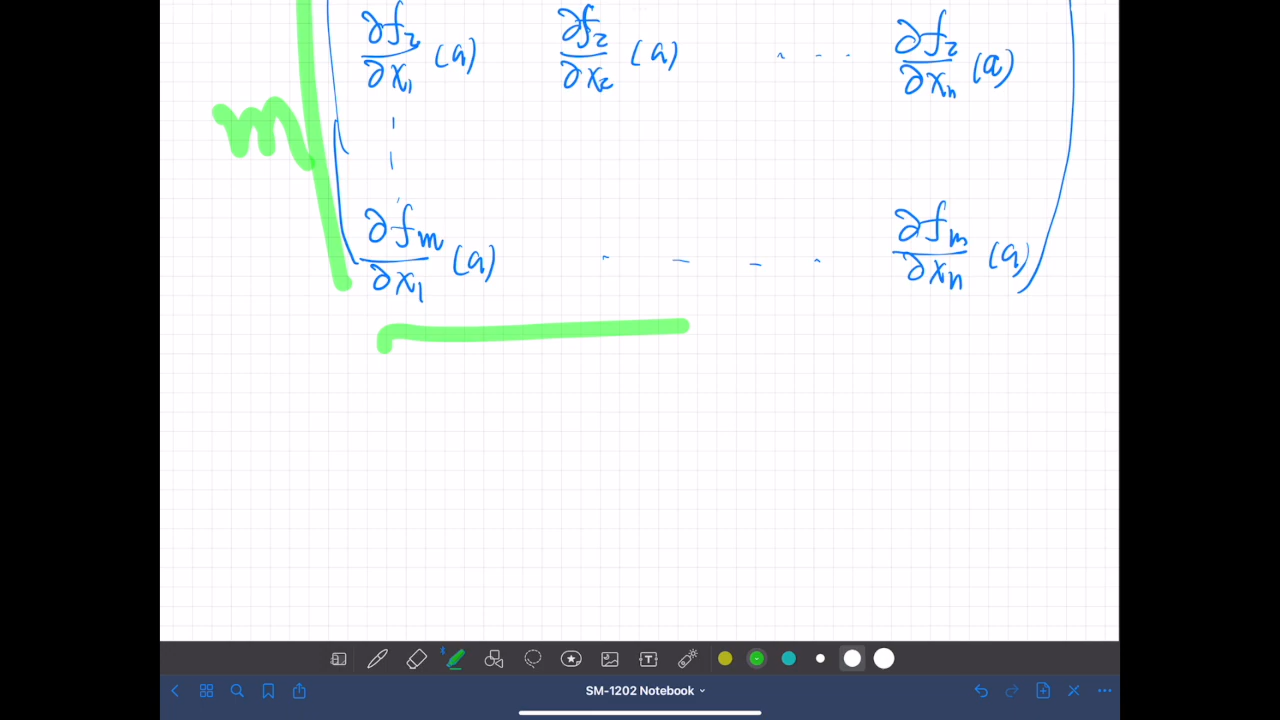 ∂f₂/∂x₁ (a) ∂f₂/∂x₂ (a) · · · ∂f₂/∂xₙ (a)
m
∂fₘ/∂x₁ (a) · · · · ∂fₘ/∂xₙ (a)
SM-1202 Notebook